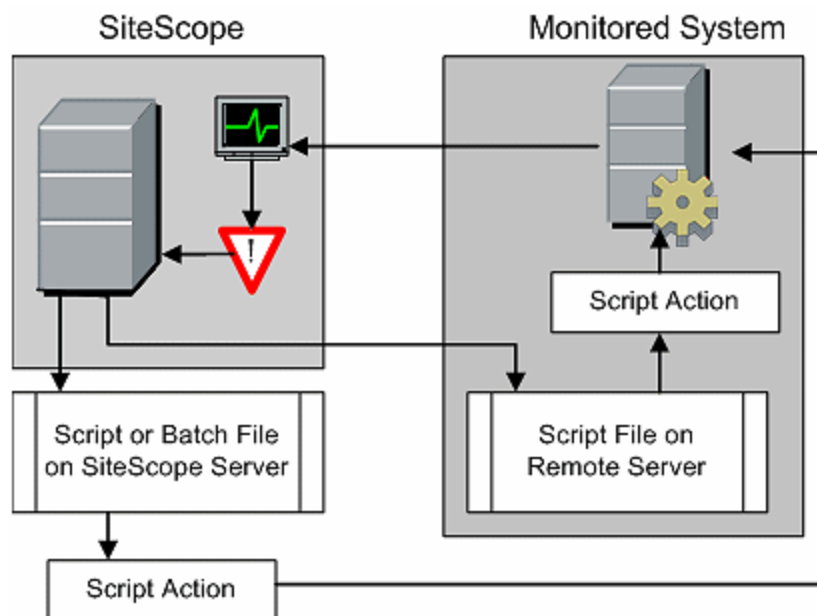 SiteScope
Monitored System
!
Script Action
Script or Batch File
on SiteScope Server
Script File on
Remote Server
Script Action